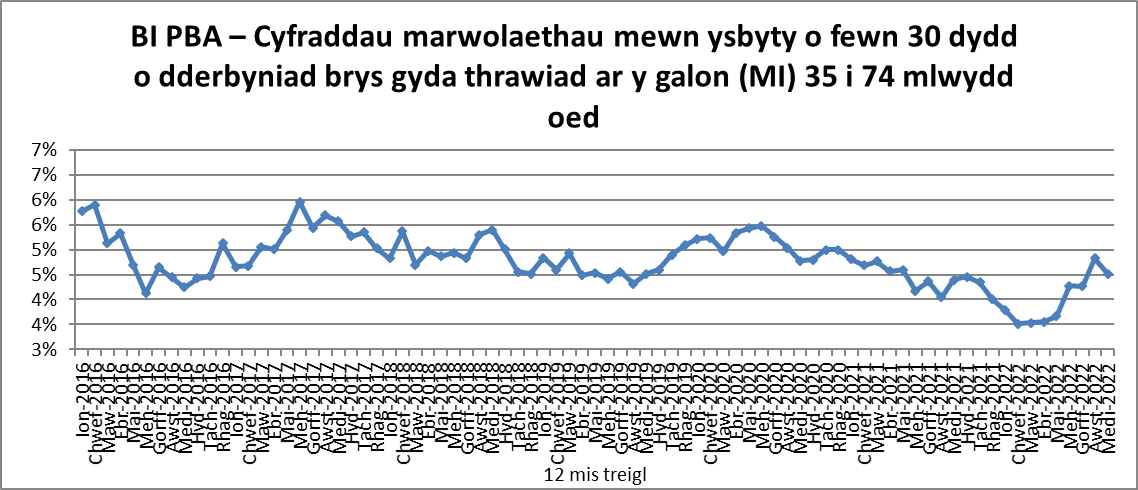 BI PBA – Cyfraddau marwolaethau mewn ysbyty o fewn 30 dydd
o dderbyniad brys gyda thrawiad ar y galon (MI) 35 i 74 mlwydd
oed
7%
7%
6%
6%
5%
5%
4%
4%
3%
Ion-2016
Chwef-2016
Maw-2016
Ebr-2016
Mai-2016
Meh-2016
Gorff-2016
Awst-2016
Medi-2016
Hyd-2016
Tach-2016
Rhag-2016
Ion-2017
Chwef-2017
Maw-2017
Ebr-2017
Mai-2017
Meh-2017
Gorff-2017
Awst-2017
Medi-2017
Hyd-2017
Tach-2017
Rhag-2017
Ion-2018
Chwef-2018
Maw-2018
Ebr-2018
Mai-2018
Meh-2018
Gorff-2018
Awst-2018
Medi-2018
Hyd-2018
Tach-2018
Rhag-2018
Ion-2019
Chwef-2019
Maw-2019
Ebr-2019
Mai-2019
Meh-2019
Gorff-2019
Awst-2019
Medi-2019
Hyd-2019
Tach-2019
Rhag-2019
Ion-2020
Chwef-2020
Maw-2020
Ebr-2020
Mai-2020
Meh-2020
Gorff-2020
Awst-2020
Medi-2020
Hyd-2020
Tach-2020
Rhag-2020
Ion-2021
Chwef-2021
Maw-2021
Ebr-2021
Mai-2021
Meh-2021
Gorff-2021
Awst-2021
Medi-2021
Hyd-2021
Tach-2021
Rhag-2021
Ion-2022
Chwef-2022
Maw-2022
Ebr-2022
Mai-2022
Meh-2022
Gorff-2022
Awst-2022
Medi-2022
12 mis treigl